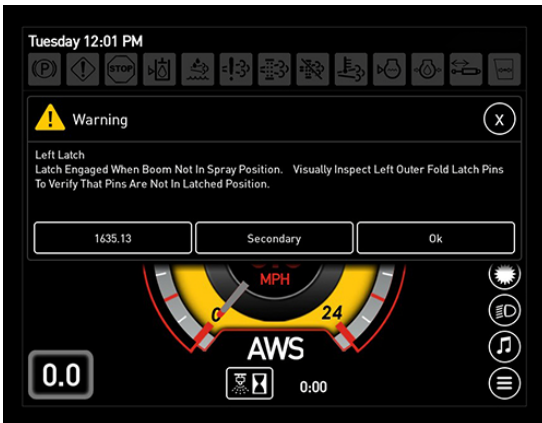 Tuesday 12:01 PM
(P)
STOP
Warning
X
Left Latch
Latch Engaged When Boom Not In Spray Position. Visually Inspect Left Outer Fold Latch Pins
To Verify That Pins Are Not In Latched Position.
1635.13
Secondary
Ok
MPH
0
24
AWS
0.0
0:00